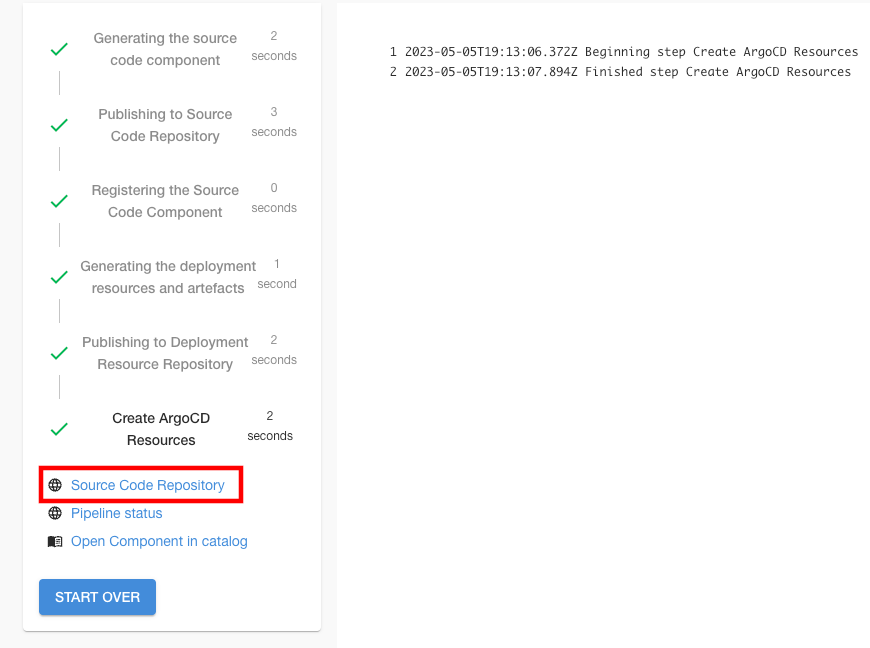 Generating the source
code component
2
seconds
Publishing to Source
Code Repository
3
seconds
Registering the Source
Code Component
0
seconds
Generating the deployment
resources and artefacts
1
second
Publishing to Deployment
Resource Repository
2
seconds
Create ArgoCD
Resources
2
seconds
Source Code Repository
Pipeline status
Open Component in catalog
START OVER
1 2023-05-05T19:13:06.372Z Beginning step Create ArgoCD Resources
2 2023-05-05T19:13:07.894Z Finished step Create ArgoCD Resources